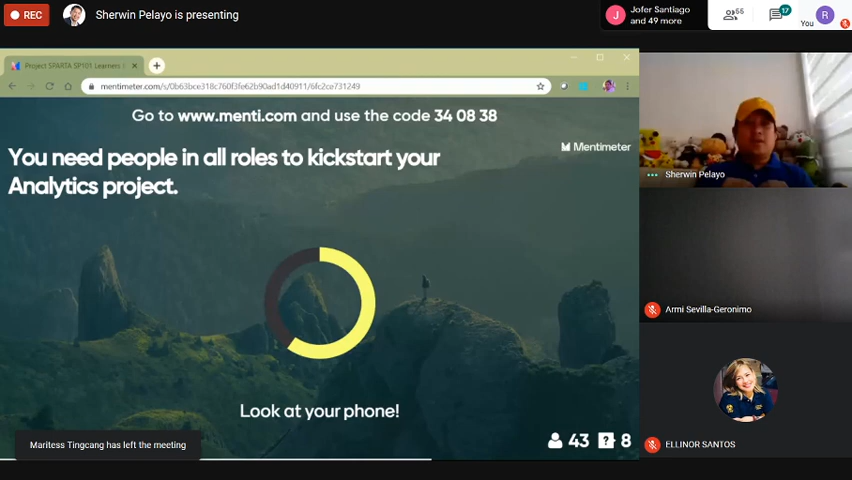 REC
Sherwin Pelayo is presenting
Jofer Santiago
and 49 more
J
55
17
You
R
Project SPARTA SP101 Learners
mentimeter.com/s/0b63bce318c760f3fe62b90ad1d40911/6fc2ce731249
Go to www.menti.com and use the code 34 08 38
Mentimeter
You need people in all roles to kickstart your
Analytics project.
Sherwin Pelayo
Armi Sevilla-Geronimo
Look at your phone!
43
8
Maritess Tingcang has left the meeting
ELLINOR SANTOS